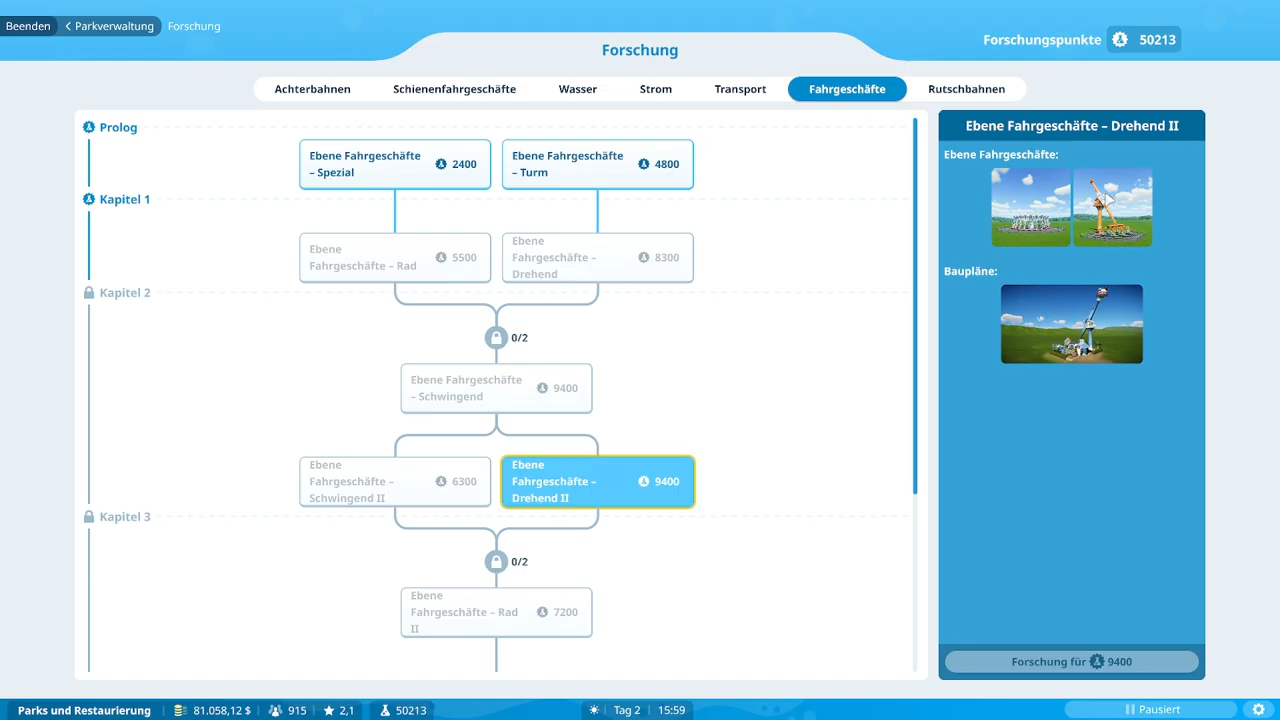 Beenden
Parkverwaltung
Forschung
Forschung
Forschungspunkte 50213
Achterbahnen
Schienenfahrgeschäfte
Wasser
Strom
Transport
Fahrgeschäfte
Rutschbahnen
Prolog
Ebene Fahrgeschäfte
– Spezial
2400
Ebene Fahrgeschäfte
– Turm
4800
Kapitel 1
Ebene
Fahrgeschäfte – Rad
5500
Ebene
Fahrgeschäfte –
Drehend
8300
Kapitel 2
0/2
Ebene Fahrgeschäfte
– Schwingend
9400
Ebene
Fahrgeschäfte –
Schwingend II
6300
Ebene
Fahrgeschäfte –
Drehend II
9400
Kapitel 3
0/2
Ebene
Fahrgeschäfte – Rad
II
7200
Ebene Fahrgeschäfte – Drehend II
Ebene Fahrgeschäfte:
Baupläne:
Forschung für 9400
Parks und Restaurierung
81.058,12 $
915
2,1
50213
Tag 2
15:59
Pausiert